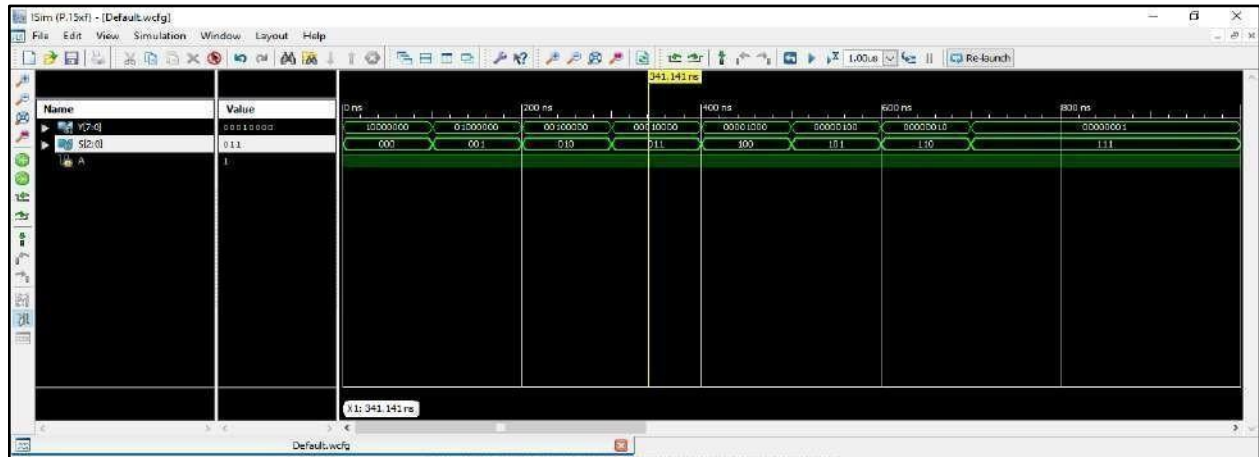 ISim (P.15xf) - [Default.wcfg]
File Edit View Simulation Window Layout Help
1.00us Re-launch
341.141 ns
Name Value
0 ns 200 ns 400 ns 600 ns 800 ns
Y[7:0] 00010000 10000000 01000000 00100000 00010000 00001000 00000100 00000010 00000001
S[2:0] 011 000 001 010 011 100 101 110 111
A 1
X1: 341.141 ns
Default.wcfg